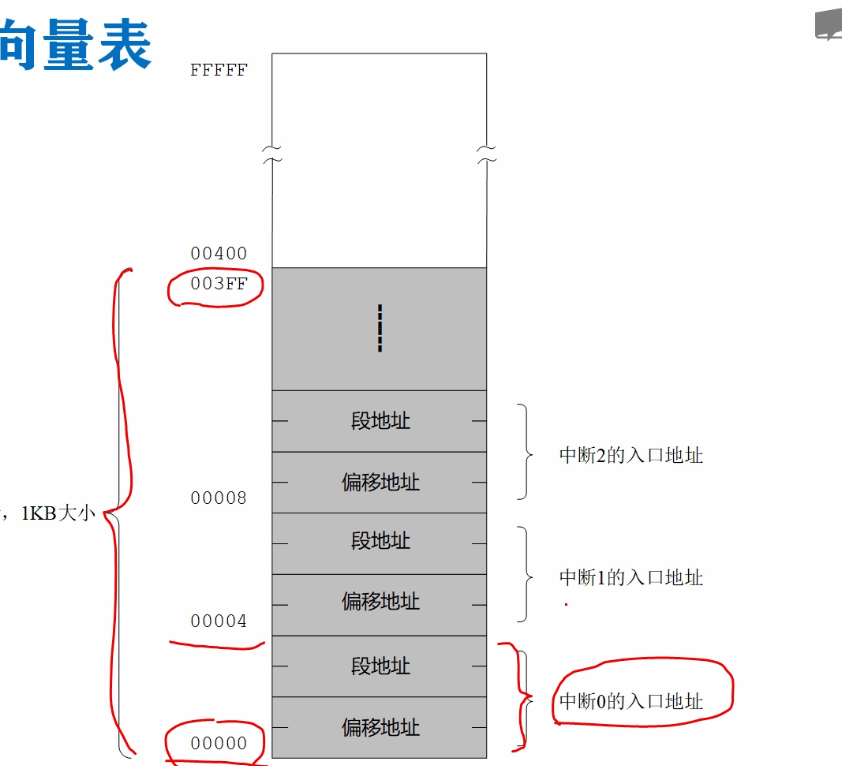 向量表
FFFFF
00400
003FF
段地址
中断2的入口地址
偏移地址
00008
，1KB大小
段地址
中断1的入口地址
偏移地址
00004
段地址
中断0的入口地址
偏移地址
00000